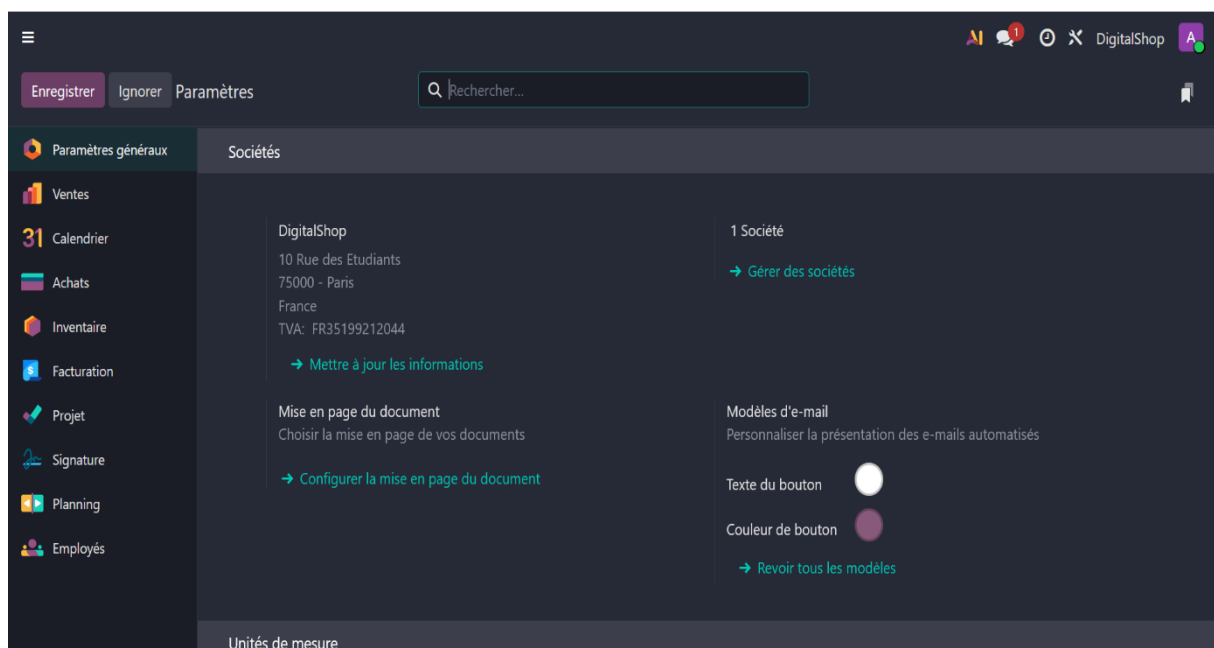 AI 1 DigitalShop A
Enregistrer Ignorer Paramètres Rechercher...
Paramètres généraux
Ventes
31 Calendrier
Achats
Inventaire
$ Facturation
Projet
Signature
Planning
Employés
Sociétés
DigitalShop
10 Rue des Etudiants
75000 - Paris
France
TVA: FR35199212044
→ Mettre à jour les informations
1 Société
→ Gérer des sociétés
Mise en page du document
Choisir la mise en page de vos documents
→ Configurer la mise en page du document
Modèles d'e-mail
Personnaliser la présentation des e-mails automatisés
Texte du bouton
Couleur de bouton
→ Revoir tous les modèles
Unités de mesure